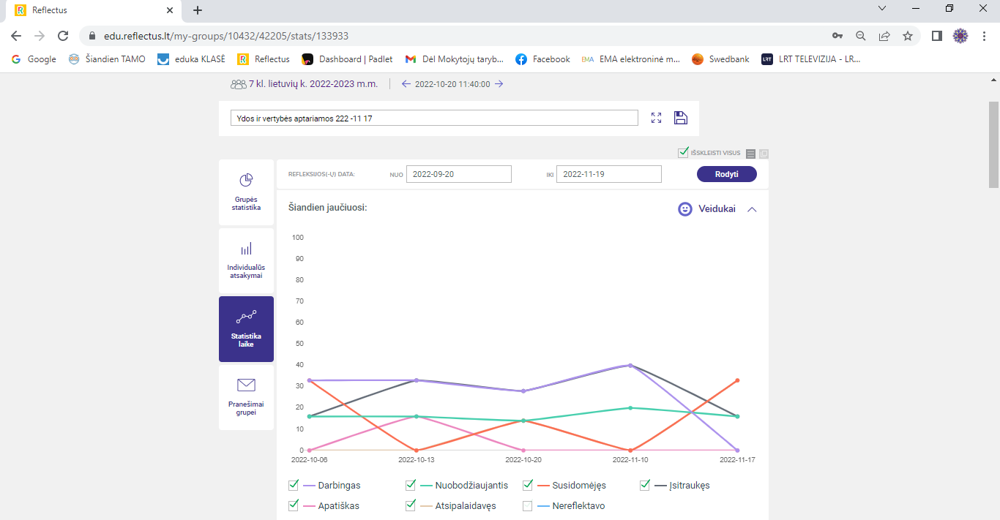 Reflectus
edu.reflectus.lt/my-groups/10432/42205/stats/133933
Google Šiandien TAMO eduka KLASĖ Reflectus Dashboard | Padlet Dėl Mokytojų taryb... Facebook EMA EMA elektroninė m... Swedbank LRT LRT TELEVIZIJA - LR...
7 kl. lietuvių k. 2022-2023 m.m. 2022-10-20 11:40:00
Ydos ir vertybės aptariamos 222 -11 17
IŠSKLEISTI VISUS
REFLEKSIJOS(-Ų) DATA: NUO 2022-09-20 IKI 2022-11-19 Rodyti
Grupės
statistika
Individualūs
atsakymai
Statistika
laike
Pranešimai
grupei
Šiandien jaučiuosi: Veidukai
100
90
80
70
60
50
40
30
20
10
0
2022-10-06 2022-10-13 2022-10-20 2022-11-10 2022-11-17
Darbingas Nuobodžiaujantis Susidomėjęs Įsitraukęs
Apatiškas Atsipalaidavęs Nereflektavo